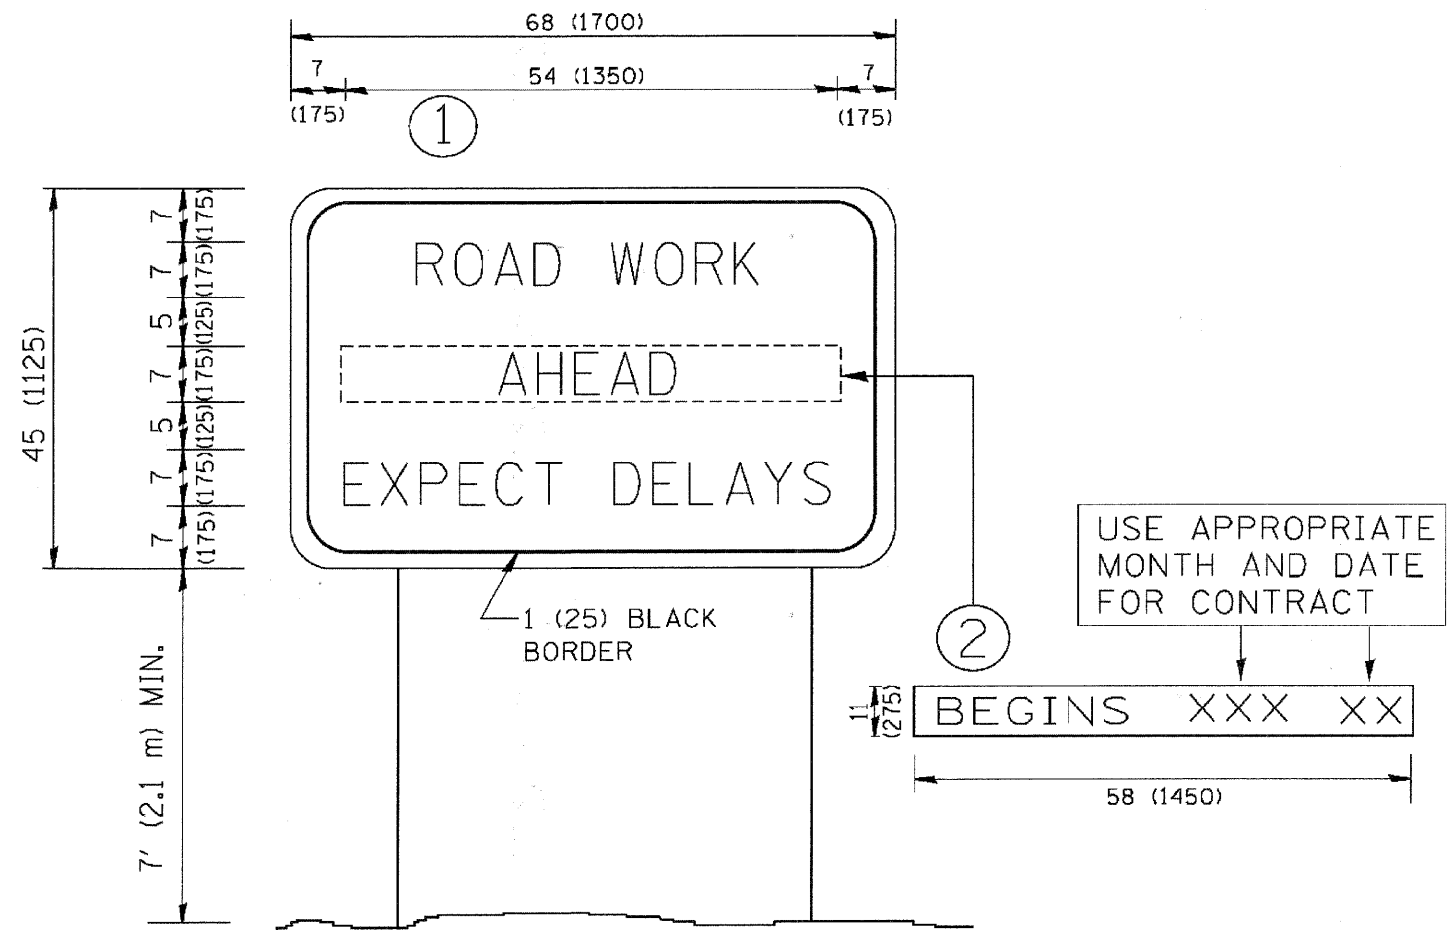 68 (1700)
7 54 (1350) 7
(175) (175)
1
7 (175)
7 (175)
5 (125)
7 (175)
5 (125)
7 (175)
7 (175)
45 (1125)
ROAD WORK
AHEAD
EXPECT DELAYS
1 (25) BLACK
BORDER
7' (2.1 m) MIN.
USE APPROPRIATE
MONTH AND DATE
FOR CONTRACT
2
11
(275)
BEGINS XXX XX
58 (1450)